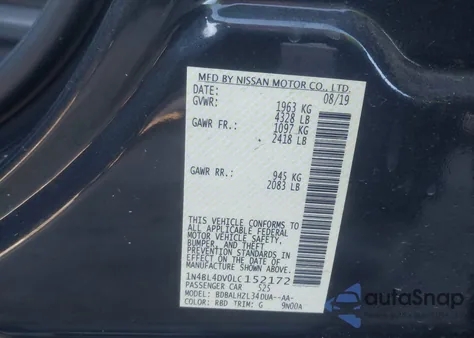 MFD BY NISSAN MOTOR CO., LTD.
DATE: 08/19
GVWR: 1963 KG
4328 LB
GAWR FR.: 1097 KG
2418 LB
GAWR RR.: 945 KG
2083 LB
THIS VEHICLE CONFORMS TO
ALL APPLICABLE FEDERAL
MOTOR VEHICLE SAFETY,
BUMPER, AND THEFT
PREVENTION STANDARDS IN
EFFECT ON THE DATE OF
MANUFACTURE SHOWN ABOVE.
1N4BL4DV0LC152172
PASSENGER CAR 525
MODEL: BDBALHZL34DUA--AA-
COLOR: RBD TRIM: G 9N00A
autoSnap